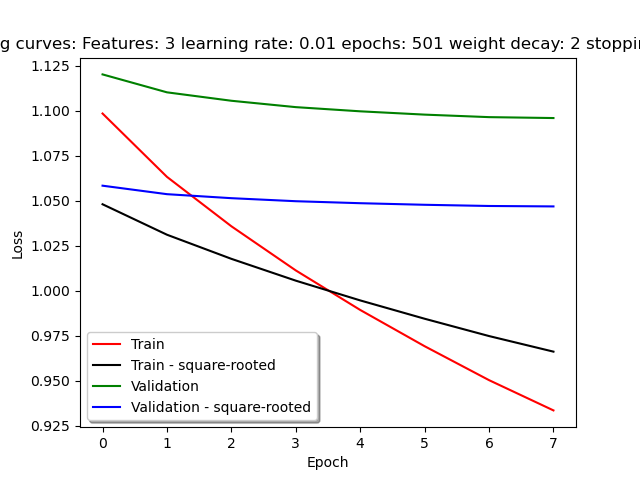 g curves: Features: 3 learning rate: 0.01 epochs: 501 weight decay: 2 stoppi
1.125
1.100
1.075
1.050
1.025
1.000
0.975
0.950
0.925
Loss
Train
Train - square-rooted
Validation
Validation - square-rooted
0 1 2 3 4 5 6 7
Epoch